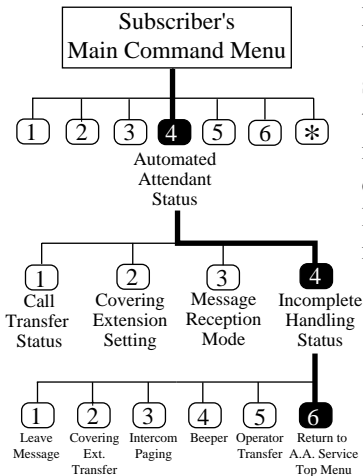 Subscriber's
Main Command Menu
1 2 3 4 5 6 *
Automated
Attendant
Status
1 2 3 4
Call Covering Message Incomplete
Transfer Extension Reception Handling
Status Setting Mode Status
1 2 3 4 5 6
Leave Covering Intercom Beeper Operator Return to
Message Ext. Paging Transfer A.A. Service
Transfer Top Menu